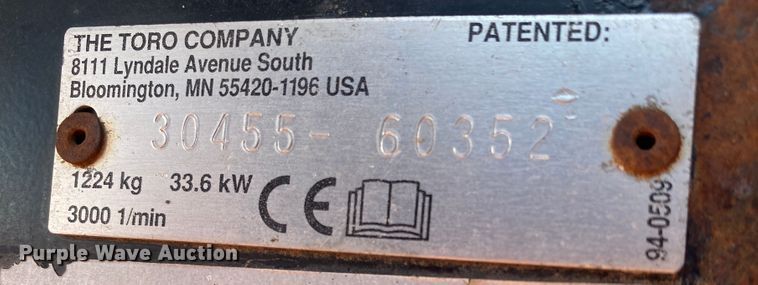 THE TORO COMPANY
8111 Lyndale Avenue South
Bloomington, MN 55420-1196 USA
PATENTED:
30455- 60352
1224 kg 33.6 kW
3000 1/min
CE
94-0509
Purple Wave Auction